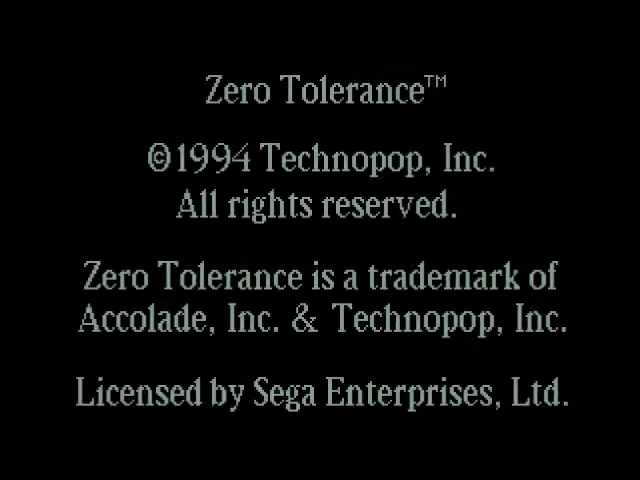 Zero Tolerance™
©1994 Technopop, Inc.
All rights reserved.
Zero Tolerance is a trademark of
Accolade, Inc. & Technopop, Inc.
Licensed by Sega Enterprises, Ltd.